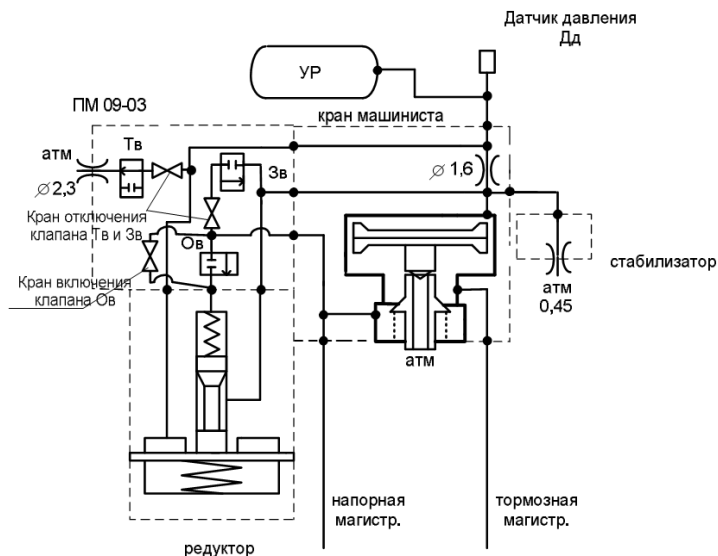 Датчик давления
Дд
УР
ПМ 09-03
кран машиниста
Тв
атм
Зв
⌀ 1,6
⌀2,3
Кран отключения
клапана Тв и Зв
Ов
Кран включения
клапана Ов
стабилизатор
атм
0,45
атм
напорная
магистр.
тормозная
магистр.
редуктор